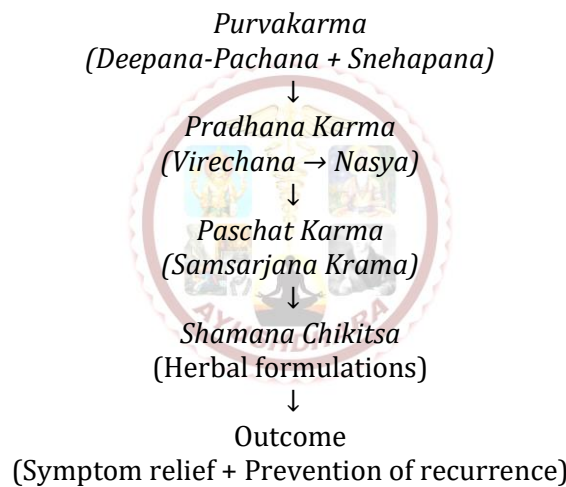 Purvakarma
(Deepana-Pachana + Snehapana)
↓
Pradhana Karma
(Virechana → Nasya)
↓
Paschat Karma
(Samsarjana Krama)
↓
Shamana Chikitsa
(Herbal formulations)
↓
Outcome
(Symptom relief + Prevention of recurrence)
AYUSHDHARA